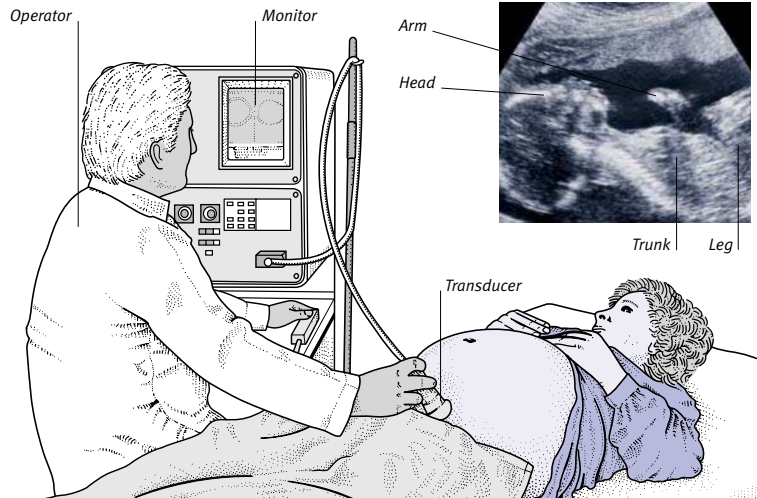 Operator
Monitor
Arm
Head
Trunk
Leg
Transducer